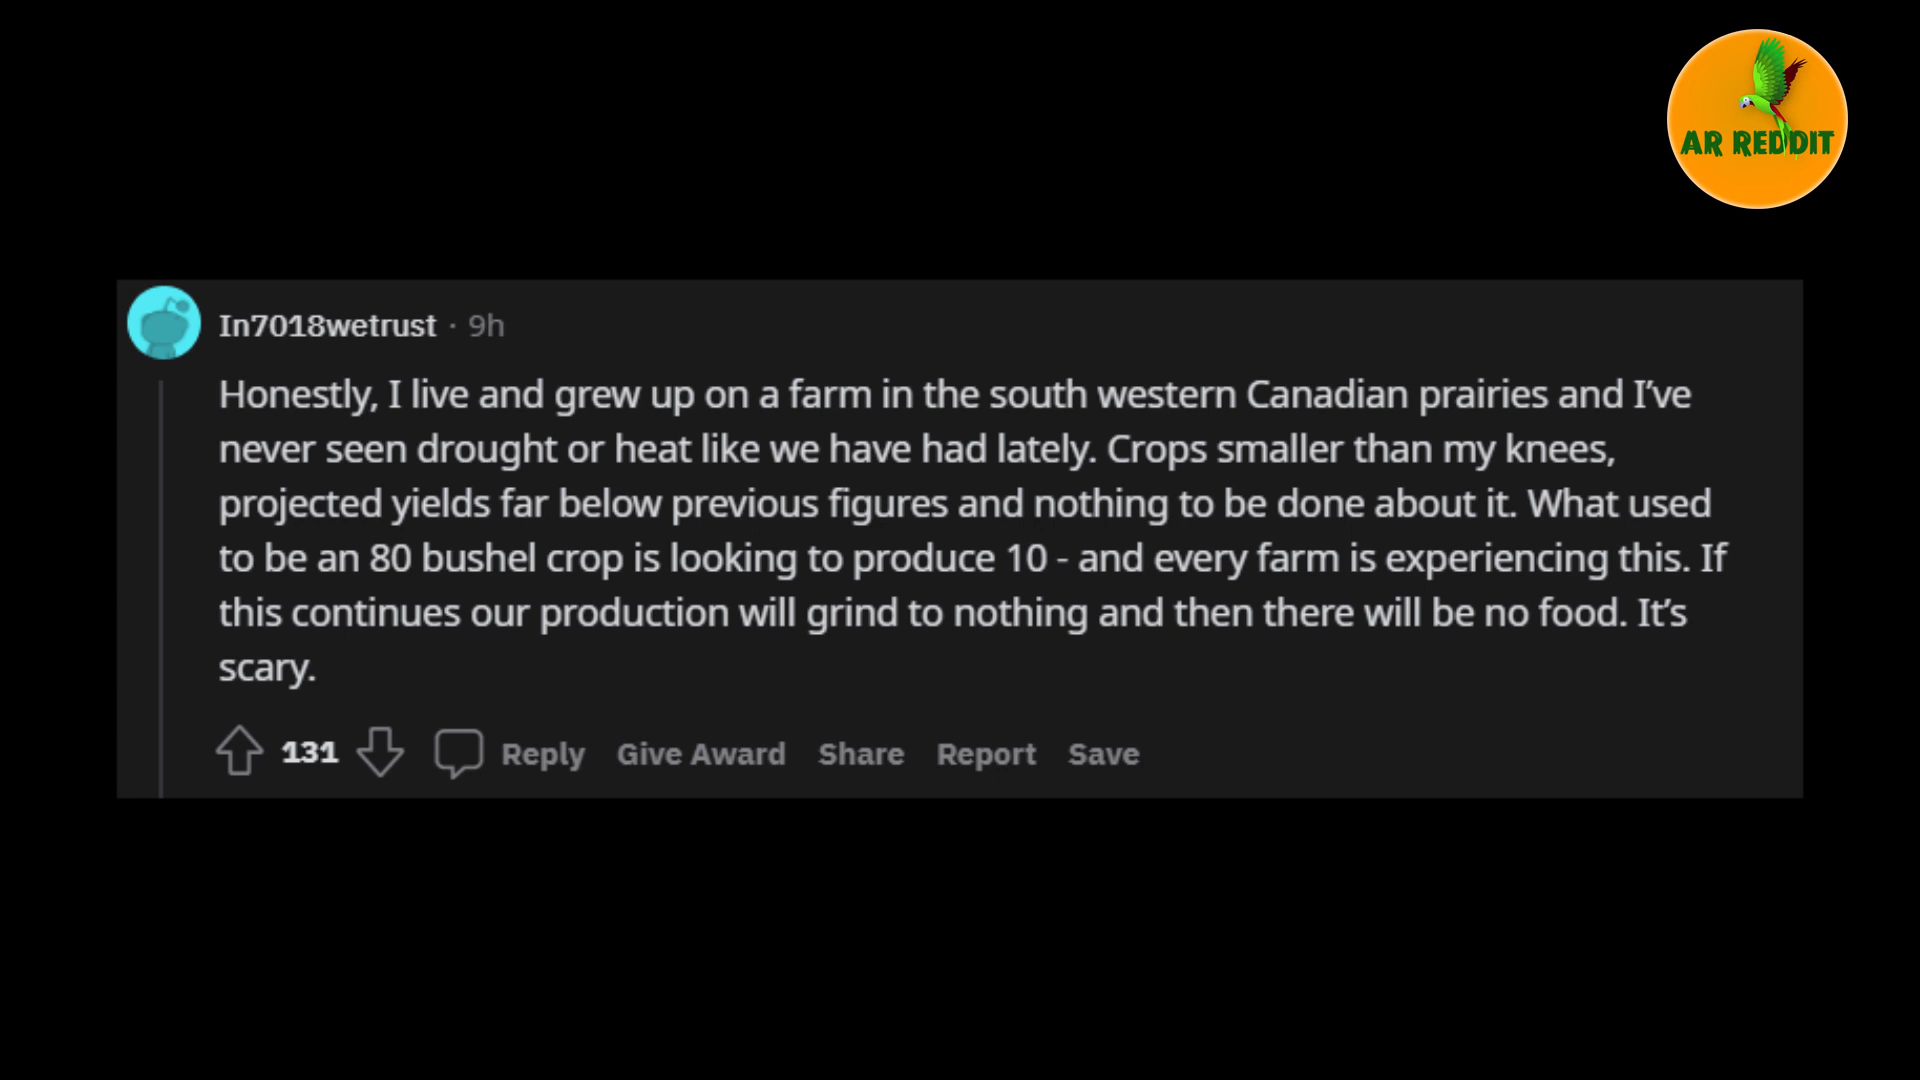 AR REDDIT
In7018wetrust · 9h
Honestly, I live and grew up on a farm in the south western Canadian prairies and I’ve
never seen drought or heat like we have had lately. Crops smaller than my knees,
projected yields far below previous figures and nothing to be done about it. What used
to be an 80 bushel crop is looking to produce 10 - and every farm is experiencing this. If
this continues our production will grind to nothing and then there will be no food. It’s
scary.
131 Reply Give Award Share Report Save